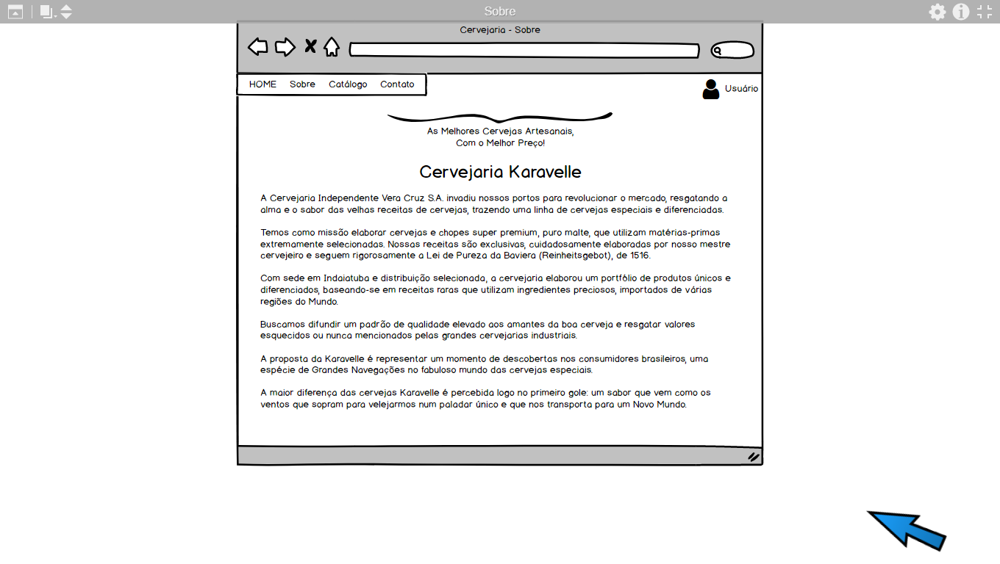 Sobre
Cervejaria - Sobre
HOME Sobre Catálogo Contato
Usuário
As Melhores Cervejas Artesanais,
Com o Melhor Preço!
Cervejaria Karavelle
A Cervejaria Independente Vera Cruz S.A. invadiu nossos portos para revolucionar o mercado, resgatando a
alma e o sabor das velhas receitas de cervejas, trazendo uma linha de cervejas especiais e diferenciadas.
Temos como missão elaborar cervejas e chopes super premium, puro malte, que utilizam matérias-primas
extremamente selecionadas. Nossas receitas são exclusivas, cuidadosamente elaboradas por nosso mestre
cervejeiro e seguem rigorosamente a Lei de Pureza da Baviera (Reinheitsgebot), de 1516.
Com sede em Indaiatuba e distribuição selecionada, a cervejaria elaborou um portfólio de produtos únicos e
diferenciados, baseando-se em receitas raras que utilizam ingredientes preciosos, importados de várias
regiões do Mundo.
Buscamos difundir um padrão de qualidade elevado aos amantes da boa cerveja e resgatar valores
esquecidos ou nunca mencionados pelas grandes cervejarias industriais.
A proposta da Karavelle é representar um momento de descobertas nos consumidores brasileiros, uma
espécie de Grandes Navegações no fabuloso mundo das cervejas especiais.
A maior diferença das cervejas Karavelle é percebida logo no primeiro gole: um sabor que vem como os
ventos que sopram para velejarmos num paladar único e que nos transporta para um Novo Mundo.